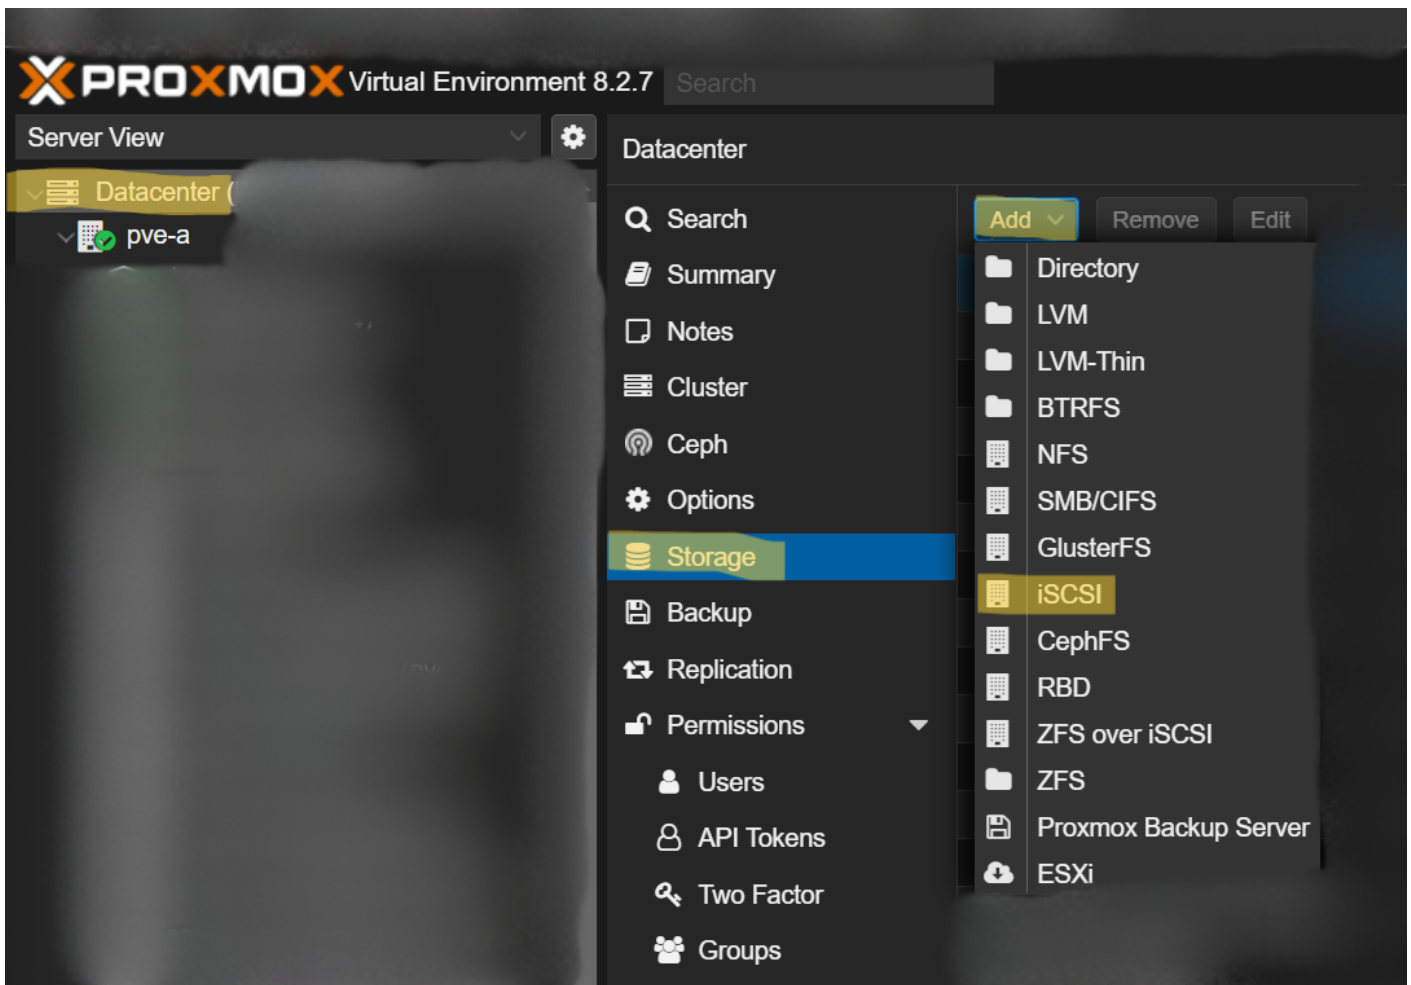 PROXMOX Virtual Environment 8.2.7 Search
Server View
Datacenter (
pve-a
Datacenter
Search
Summary
Notes
Cluster
Ceph
Options
Storage
Backup
Replication
Permissions
Users
API Tokens
Two Factor
Groups
Add Remove Edit
Directory
LVM
LVM-Thin
BTRFS
NFS
SMB/CIFS
GlusterFS
iSCSI
CephFS
RBD
ZFS over iSCSI
ZFS
Proxmox Backup Server
ESXi